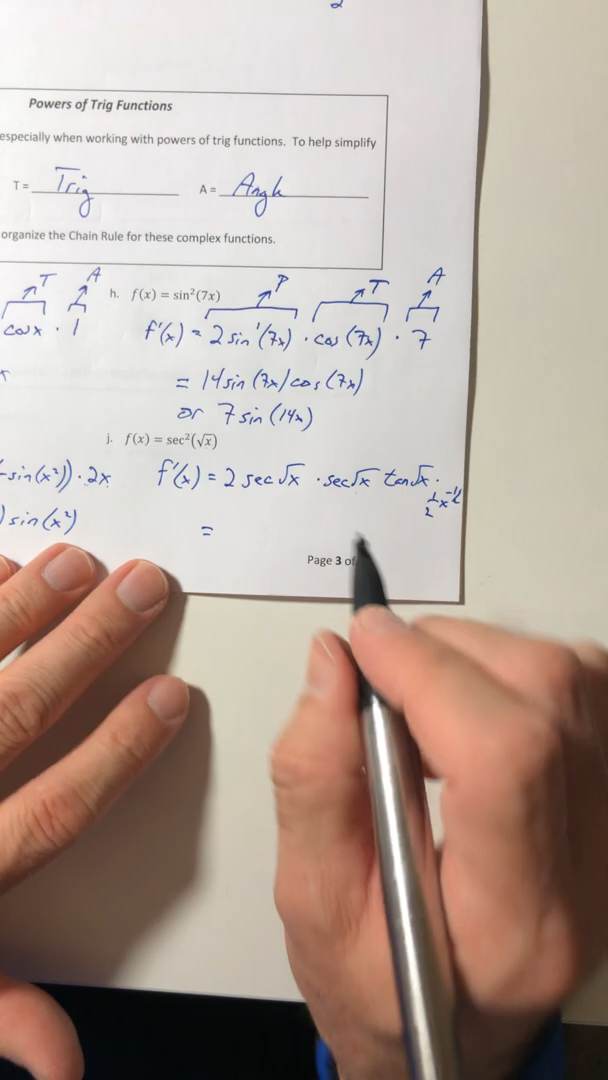 Powers of Trig Functions
especially when working with powers of trig functions. To help simplify
T = Trig A = Angle
organize the Chain Rule for these complex functions.
T A P T A
h. f(x) = sin²(7x)
cos x · 1 f'(x) = 2 sin¹(7x) · cos(7x) · 7
= 14 sin(7x) cos(7x)
or 7 sin(14x)
j. f(x) = sec²(√x)
-sin(x²)) · 2x f'(x) = 2 sec√x · sec√x tan√x · ½x^-½
) sin(x²) =
Page 3 of